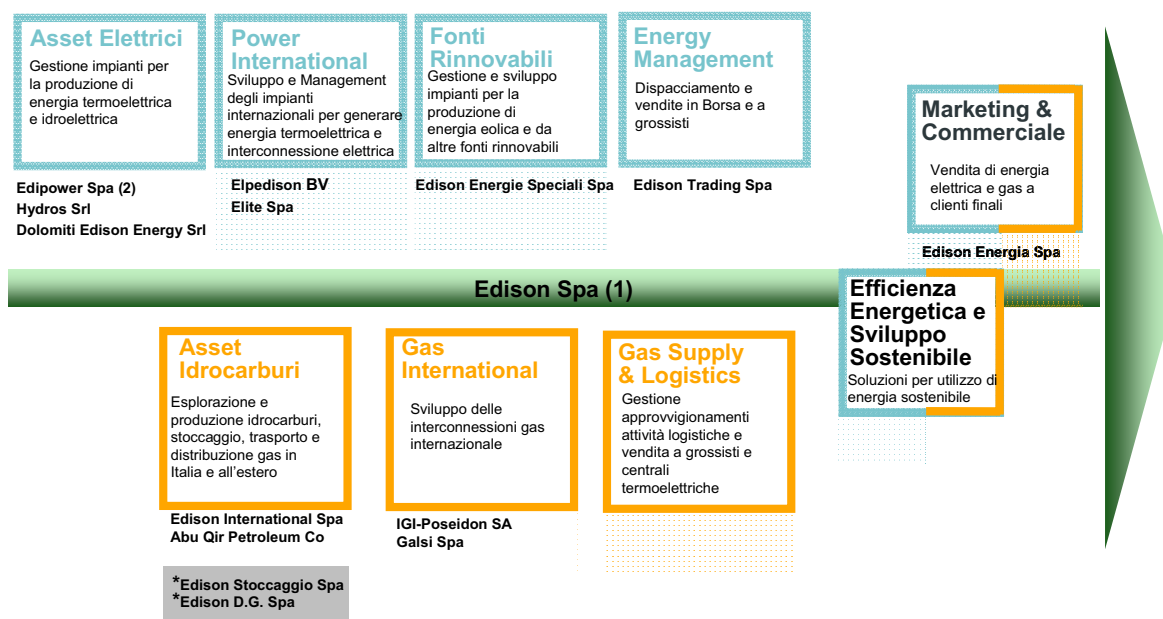 Asset Elettrici
Gestione impianti per
la produzione di
energia termoelettrica
e idroelettrica
Edipower Spa (2)
Hydros Srl
Dolomiti Edison Energy Srl
Power
International
Sviluppo e Management
degli impianti
internazionali per generare
energia termoelettrica e
interconnessione elettrica
Elpedison BV
Elite Spa
Fonti
Rinnovabili
Gestione e sviluppo
impianti per la
produzione di
energia eolica e da
altre fonti rinnovabili
Edison Energie Speciali Spa
Energy
Management
Dispacciamento e
vendite in Borsa e a
grossisti
Edison Trading Spa
Marketing &
Commerciale
Vendita di energia
elettrica e gas a
clienti finali
Edison Energia Spa
Edison Spa (1)
Efficienza
Energetica e
Sviluppo
Sostenibile
Soluzioni per utilizzo di
energia sostenibile
Asset
Idrocarburi
Esplorazione e
produzione idrocarburi,
stoccaggio, trasporto e
distribuzione gas in
Italia e all’estero
Edison International Spa
Abu Qir Petroleum Co
*Edison Stoccaggio Spa
*Edison D.G. Spa
Gas
International
Sviluppo delle
interconnessioni gas
internazionale
IGI-Poseidon SA
Galsi Spa
Gas Supply
& Logistics
Gestione
approvvigionamenti
attività logistiche e
vendita a grossisti e
centrali
termoelettriche